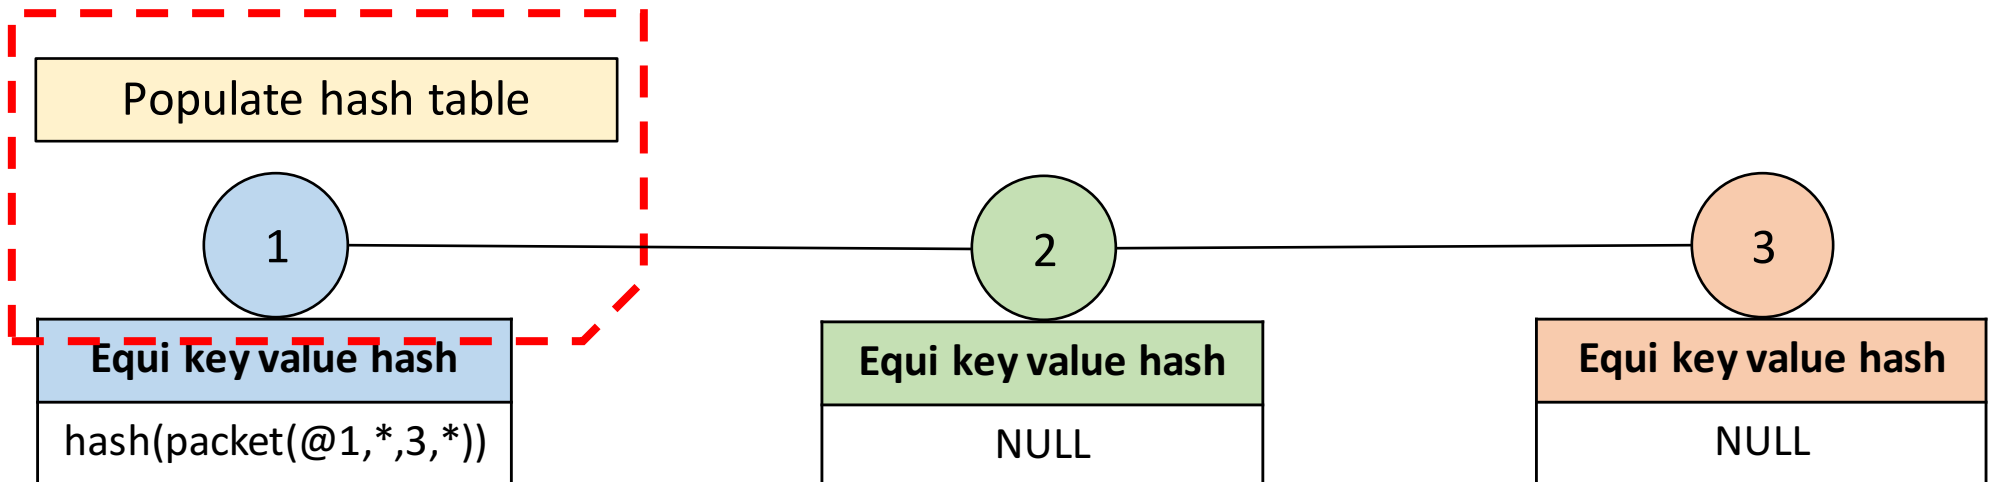 Populate hash table
1
2
3
Equi key value hash
Equi key value hash
Equi key value hash
hash(packet(@1,*,3,*))
NULL
NULL